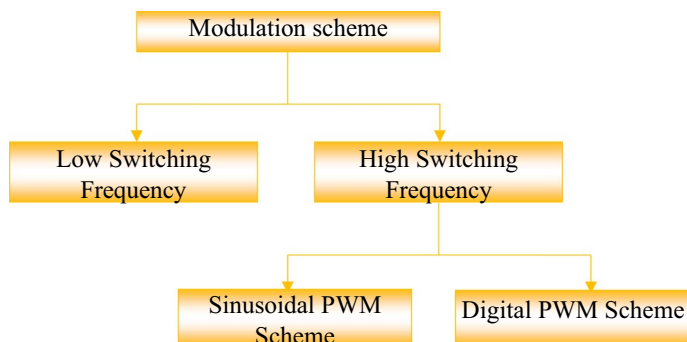 Modulation scheme
Low Switching
Frequency
High Switching
Frequency
Sinusoidal PWM
Scheme
Digital PWM Scheme